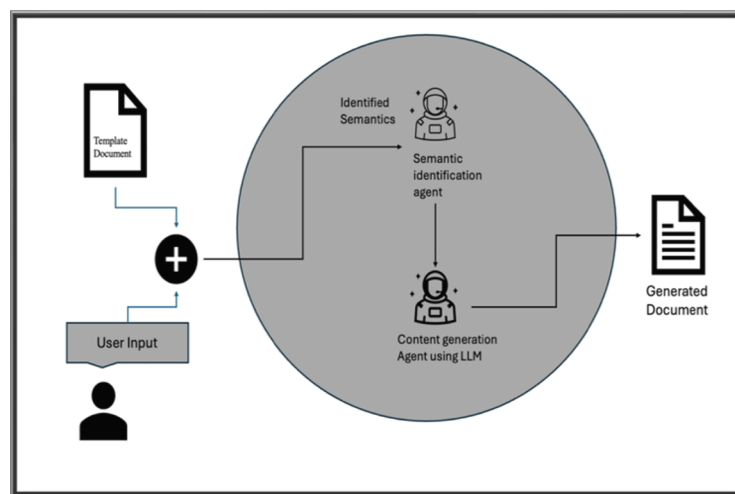 Template
Document
User Input
Identified
Semantics
Semantic
identification
agent
Content generation
Agent using LLM
Generated
Document